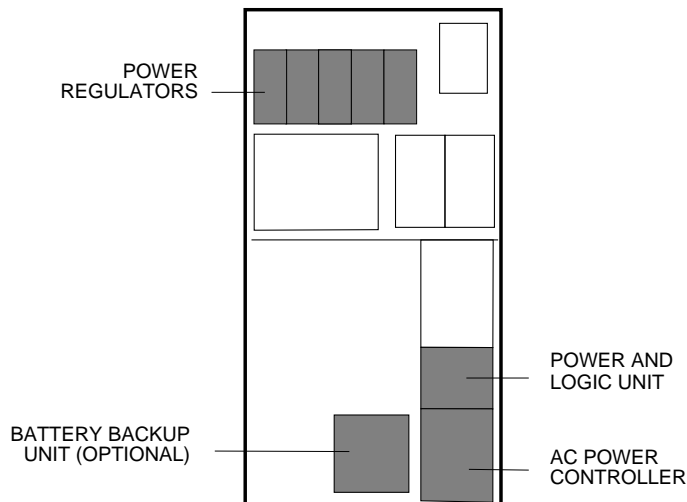 POWER
REGULATORS
POWER AND
LOGIC UNIT
BATTERY BACKUP
UNIT (OPTIONAL)
AC POWER
CONTROLLER